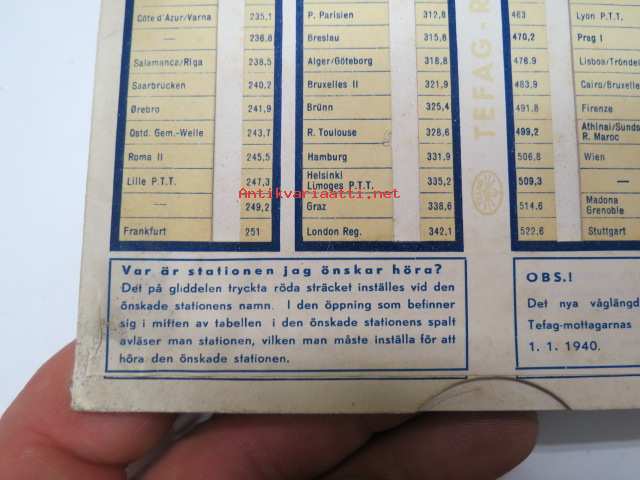 Côte d'Azur/Varna 235,1
— 236,8
Salamanca/Riga 238,5
Saarbrücken 240,2
Ørebro 241,9
Ostd. Gem.-Welle 243,7
Roma II 245,5
Lille P.T.T. 247,3
— 249,2
Frankfurt 251
P. Parisien 312,8
Breslau 315,8
Alger/Göteborg 318,8
Bruxelles II 321,9
Brünn 325,4
R. Toulouse 328,6
Hamburg 331,9
Helsinki
Limoges P.T.T. 335,2
Graz 338,6
London Reg. 342,1
TEFAG - R
463 Lyon P.T.T.
470,2 Prag I
476,9 Lisboa/Tröndel
483,9 Cairo/Bruxelle
491,8 Firenze
499,2 Athinai/Sunds
R. Maroc
506,8 Wien
509,3
514,6 Madona
Grenoble
522,6 Stuttgart
Antikvariaatti.net
Var är stationen jag önskar höra?
Det på gliddelen tryckta röda sträcket inställes vid den
önskade stationens namn. I den öppning som befinner
sig i mitten av tabellen i den önskade stationens spalt
avläser man stationen, vilken man måste inställa för att
höra den önskade stationen.
OBS.!
Det nya våglängd
Tefag-mottagarnas
1. 1. 1940.